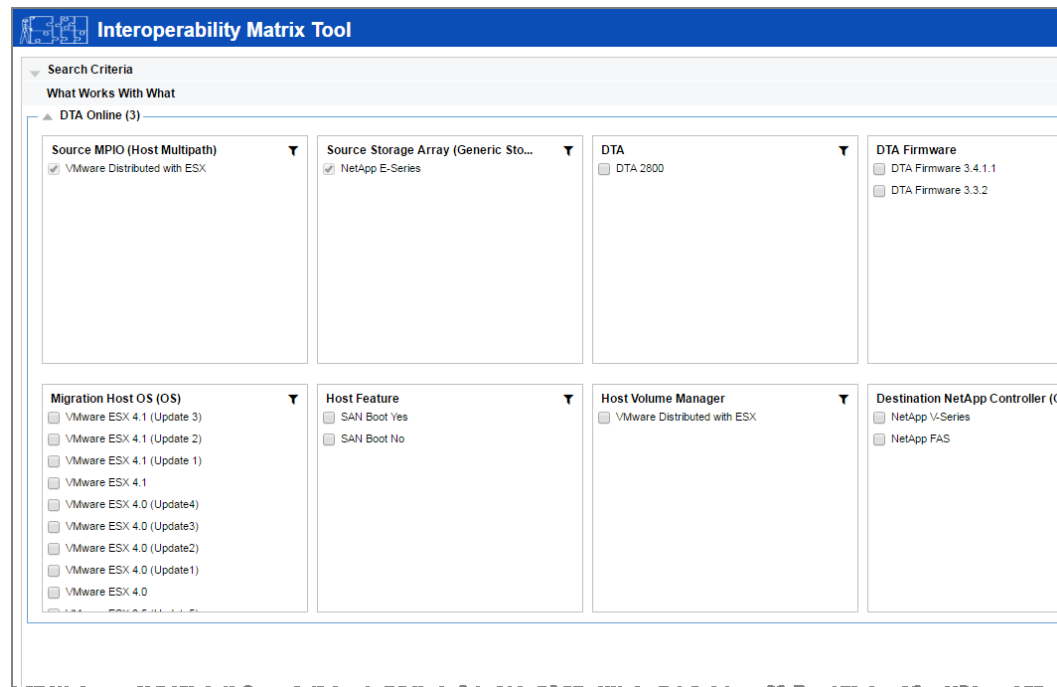 Interoperability Matrix Tool
Search Criteria
What Works With What
DTA Online (3)
Source MPIO (Host Multipath)
VMware Distributed with ESX
Source Storage Array (Generic Sto...
NetApp E-Series
DTA
DTA 2800
DTA Firmware
DTA Firmware 3.4.1.1
DTA Firmware 3.3.2
Migration Host OS (OS)
VMware ESX 4.1 (Update 3)
VMware ESX 4.1 (Update 2)
VMware ESX 4.1 (Update 1)
VMware ESX 4.1
VMware ESX 4.0 (Update4)
VMware ESX 4.0 (Update3)
VMware ESX 4.0 (Update2)
VMware ESX 4.0 (Update1)
VMware ESX 4.0
Host Feature
SAN Boot Yes
SAN Boot No
Host Volume Manager
VMware Distributed with ESX
Destination NetApp Controller (
NetApp V-Series
NetApp FAS